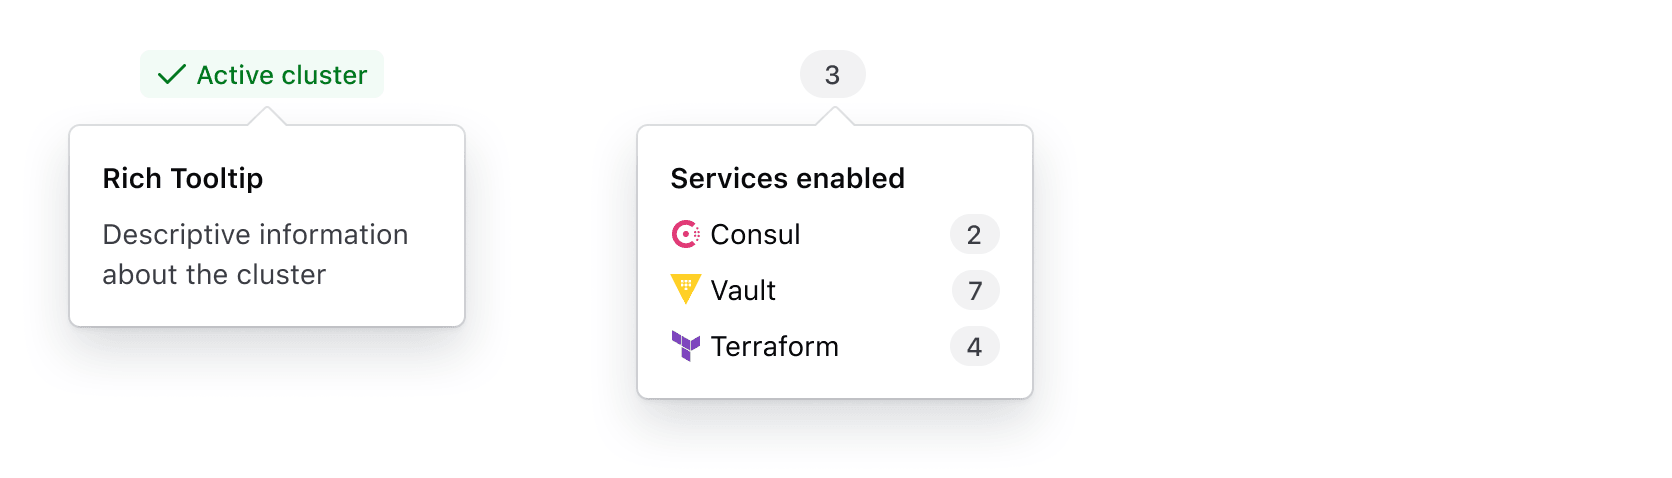 Active cluster
Rich Tooltip
Descriptive information
about the cluster
3
Services enabled
Consul 2
Vault 7
Terraform 4